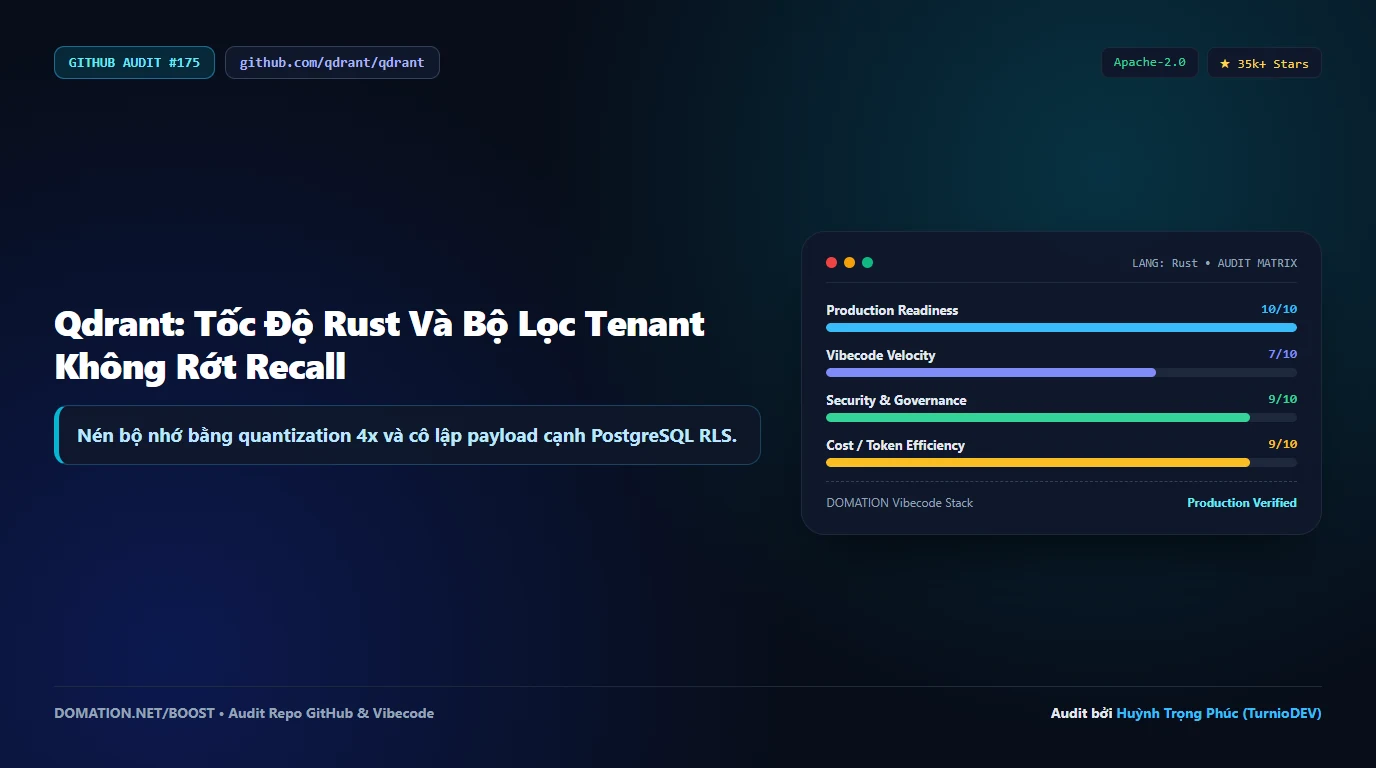 GITHUB AUDIT #175
github.com/qdrant/qdrant
Apache-2.0
★ 35k+ Stars
Qdrant: Tốc Độ Rust Và Bộ Lọc Tenant
Không Rớt Recall
Nén bộ nhớ bằng quantization 4x và cô lập payload cạnh PostgreSQL RLS.
LANG: Rust • AUDIT MATRIX
Production Readiness 10/10
Vibecode Velocity 7/10
Security & Governance 9/10
Cost / Token Efficiency 9/10
DOMATION Vibecode Stack Production Verified
DOMATION.NET/BOOST • Audit Repo GitHub & Vibecode
Audit bởi Huỳnh Trọng Phúc (TurnioDEV)